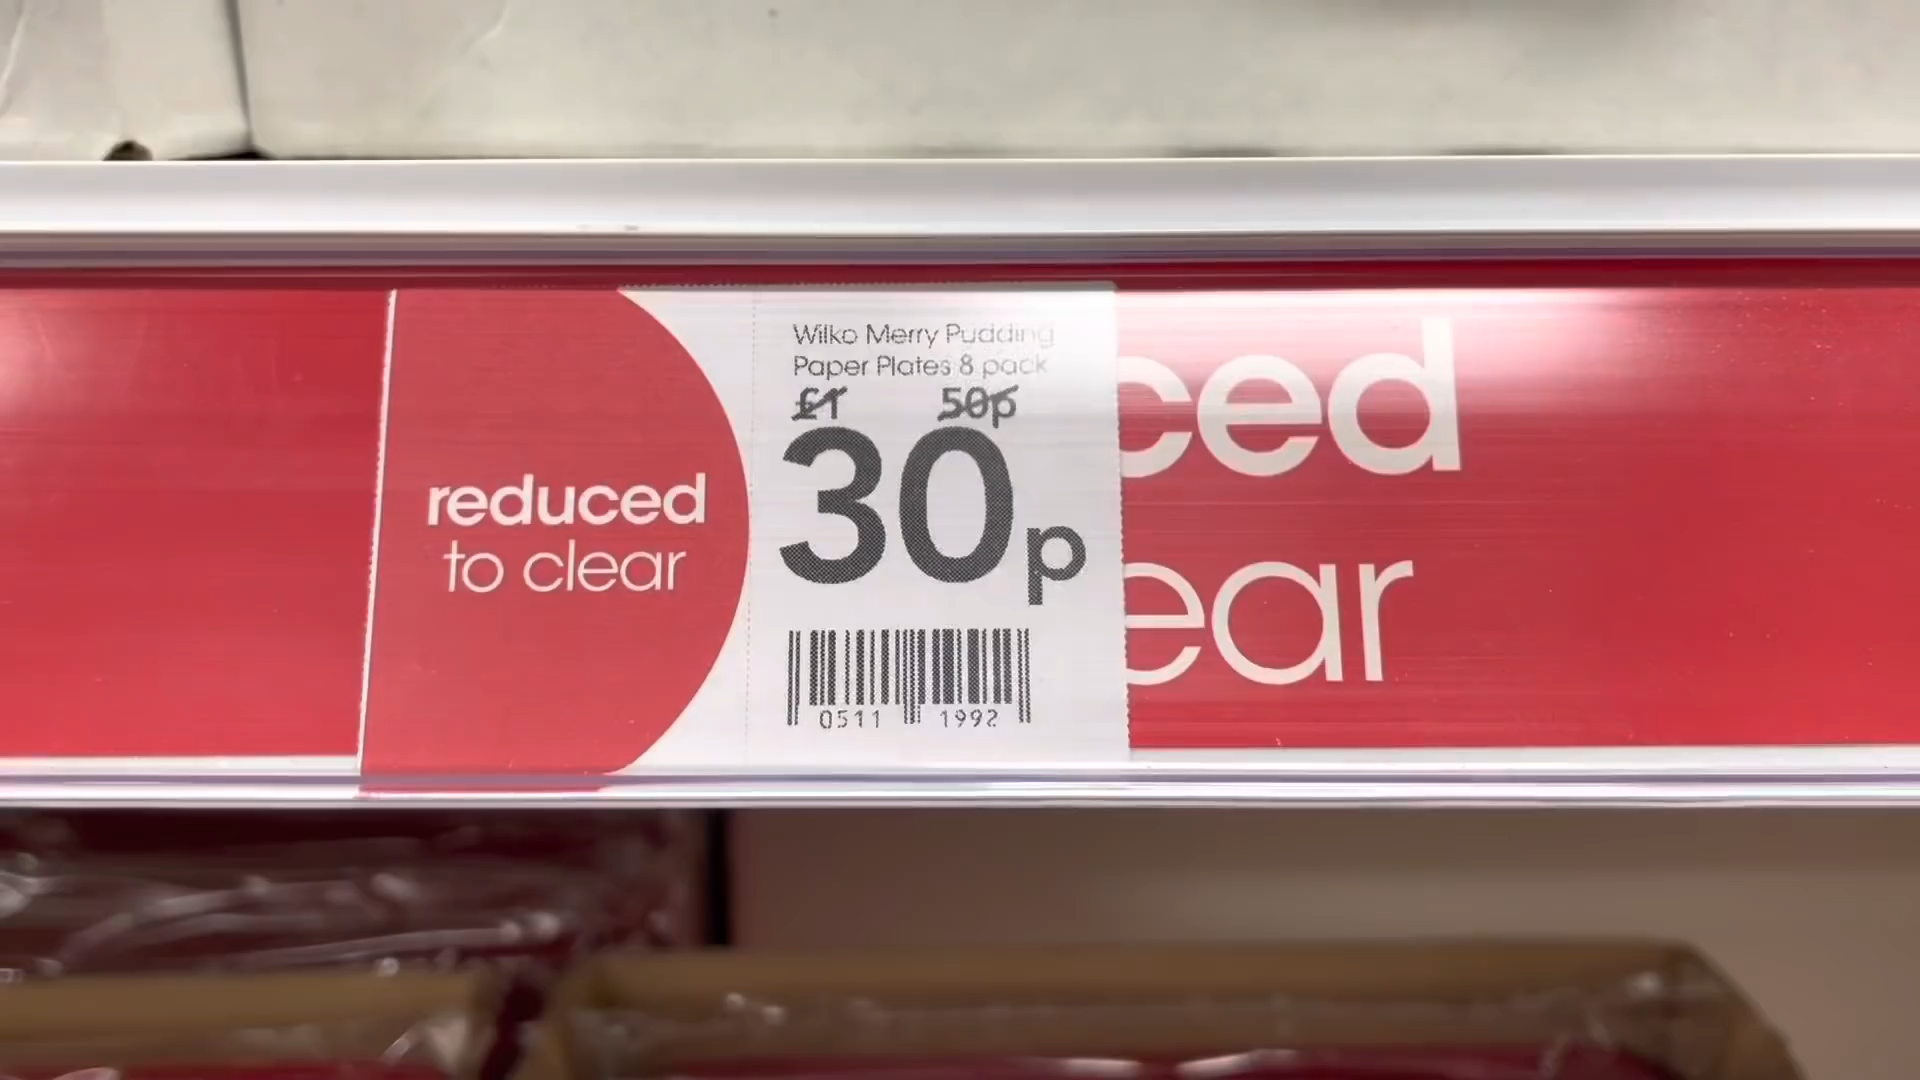 reduced
to clear
Wilko Merry Pudding
Paper Plates 8 pack
£1 50p
30p
0511 1992
ced
ear